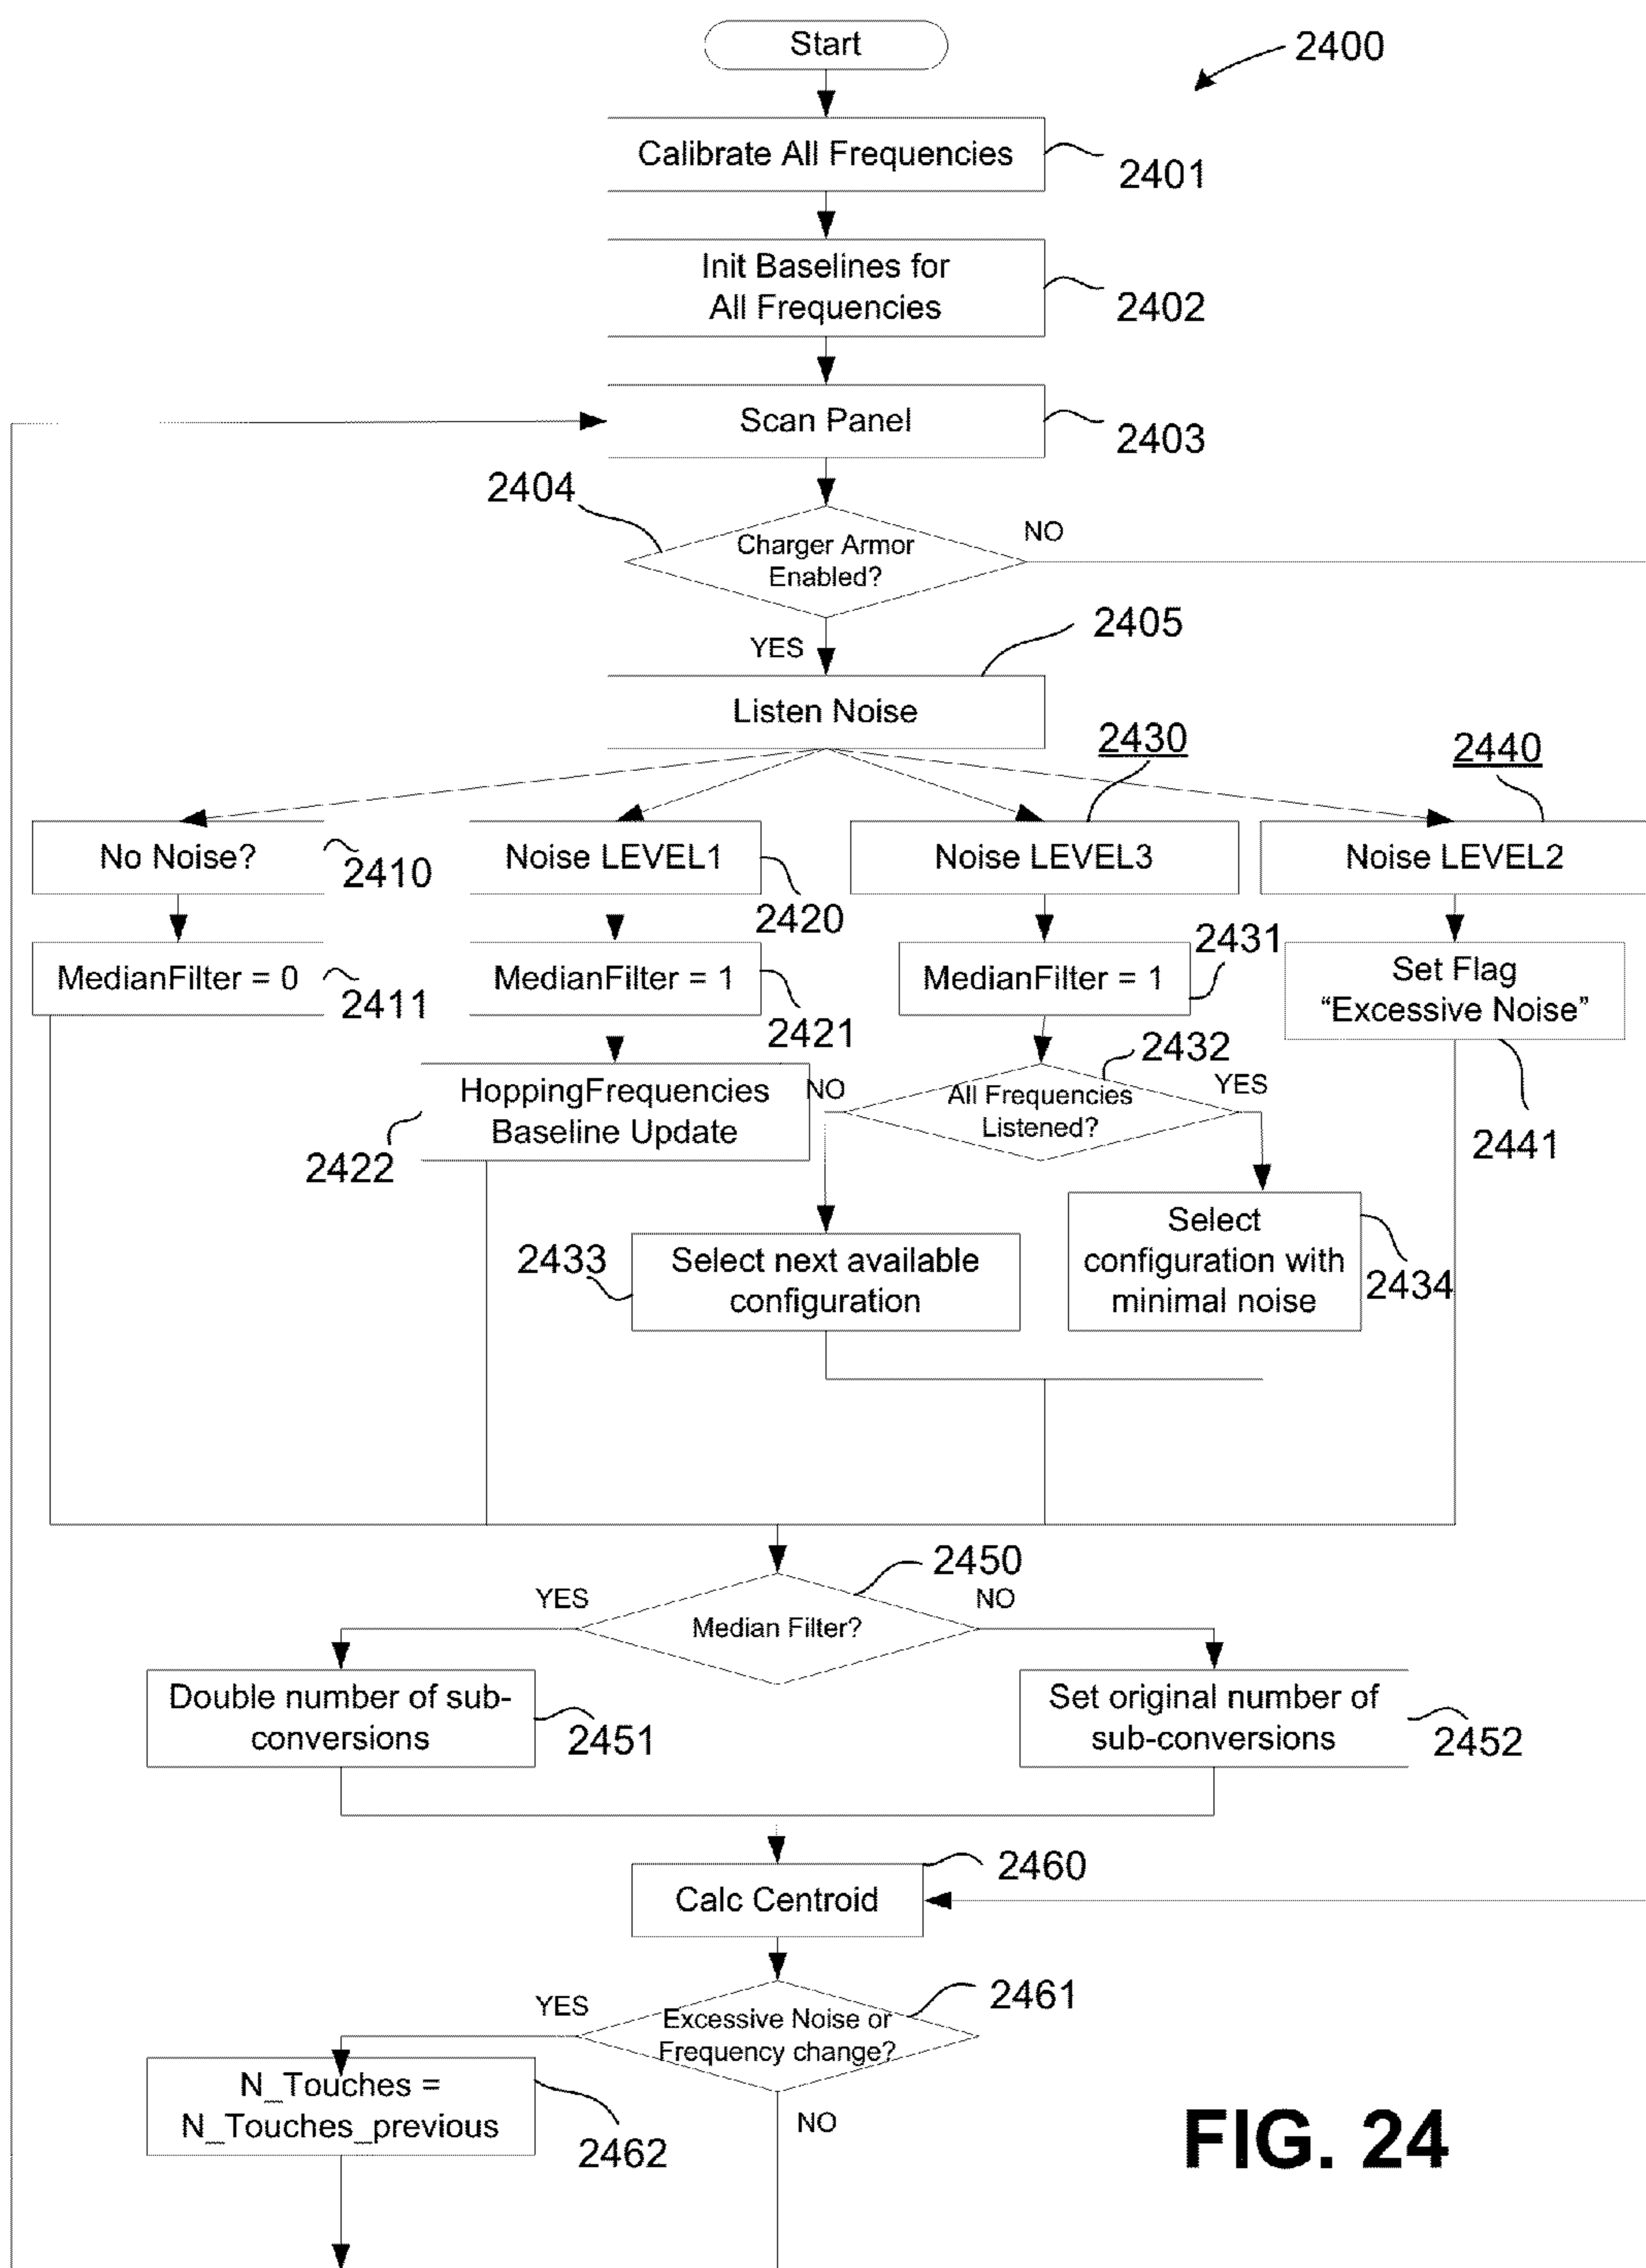 Start
2400
Calibrate All Frequencies
2401
Init Baselines for
All Frequencies
2402
Scan Panel
2403
2404
Charger Armor
Enabled?
NO
YES
2405
Listen Noise
2430
2440
No Noise?
2410
Noise LEVEL1
2420
Noise LEVEL3
Noise LEVEL2
MedianFilter = 0
2411
MedianFilter = 1
2421
MedianFilter = 1
2431
Set Flag
“Excessive Noise”
2441
HoppingFrequencies
Baseline Update
2422
NO
All Frequencies
Listened?
2432
YES
2433
Select next available
configuration
Select
configuration with
minimal noise
2434
2450
YES
Median Filter?
NO
Double number of sub-
conversions
2451
Set original number of
sub-conversions
2452
2460
Calc Centroid
2461
YES
Excessive Noise or
Frequency change?
N_Touches =
N_Touches_previous
2462
NO
FIG. 24